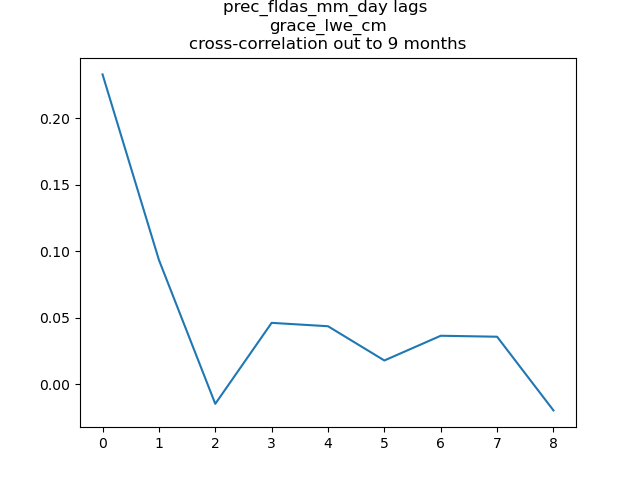 prec_fldas_mm_day lags
grace_lwe_cm
cross-correlation out to 9 months
0.20
0.15
0.10
0.05
0.00
0 1 2 3 4 5 6 7 8